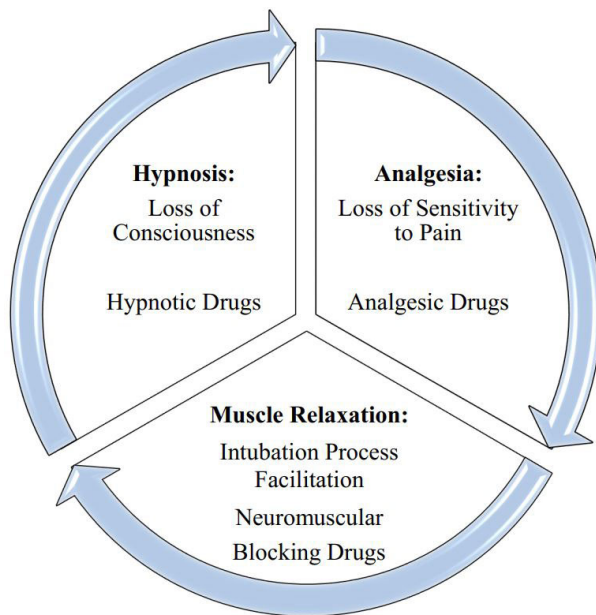 Hypnosis:
Loss of
Consciousness
Hypnotic Drugs
Analgesia:
Loss of Sensitivity
to Pain
Analgesic Drugs
Muscle Relaxation:
Intubation Process
Facilitation
Neuromuscular
Blocking Drugs